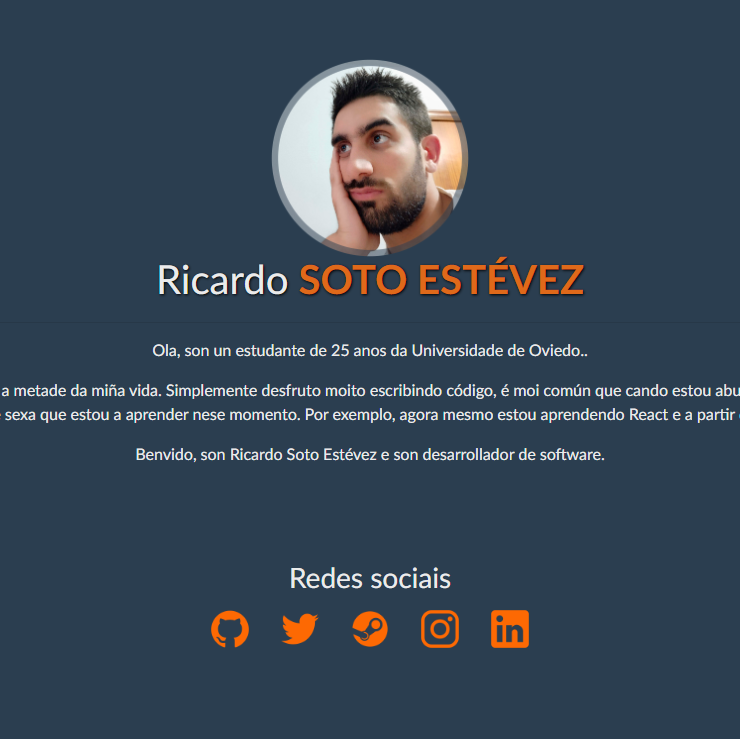 Ricardo SOTO ESTÉVEZ
Ola, son un estudante de 25 anos da Universidade de Oviedo..
a metade da miña vida. Simplemente desfruto moito escribindo código, é moi común que cando estou abu
sexa que estou a aprender nese momento. Por exemplo, agora mesmo estou aprendendo React e a partir
Benvido, son Ricardo Soto Estévez e son desarrollador de software.
Redes sociais
in